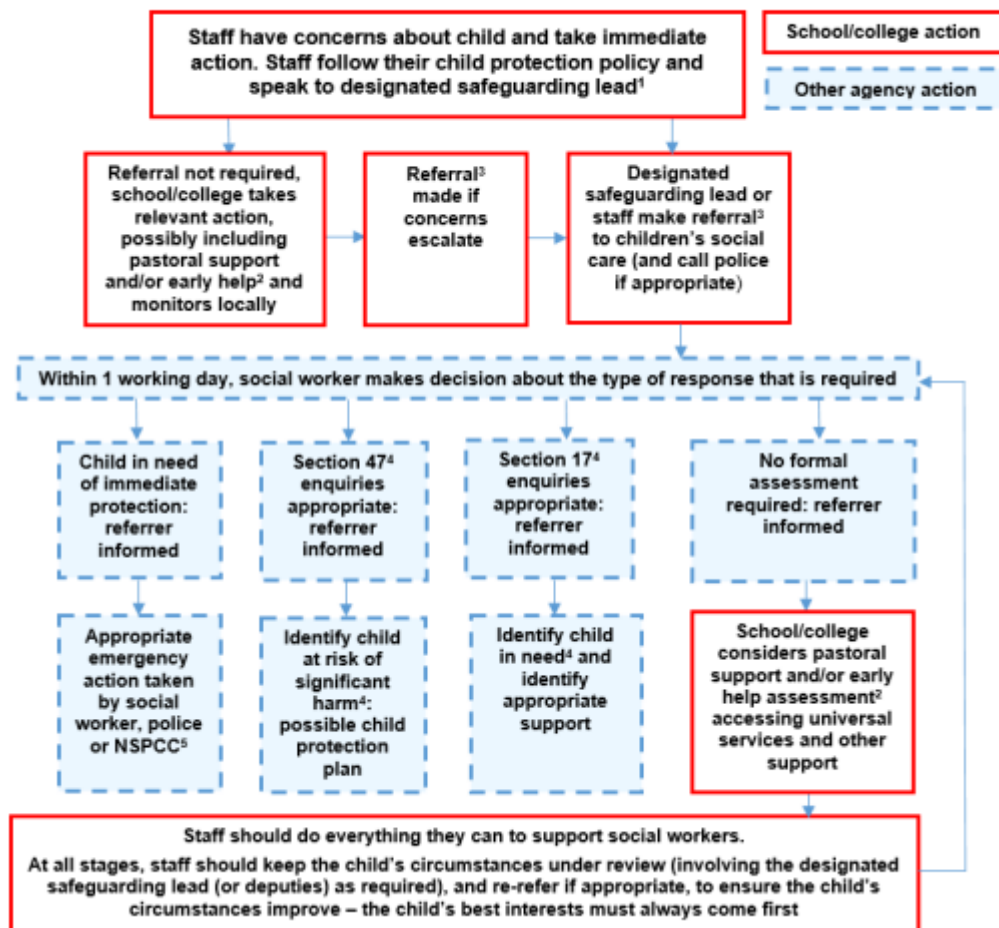 Staff have concerns about child and take immediate
action. Staff follow their child protection policy and
speak to designated safeguarding lead¹
School/college action
Other agency action
Referral not required,
school/college takes
relevant action,
possibly including
pastoral support
and/or early help² and
monitors locally
Referral³
made if
concerns
escalate
Designated
safeguarding lead or
staff make referral³
to children's social
care (and call police
if appropriate)
Within 1 working day, social worker makes decision about the type of response that is required
Child in need
of immediate
protection:
referrer
informed
Section 47⁴
enquiries
appropriate:
referrer
informed
Section 17⁴
enquiries
appropriate:
referrer
informed
No formal
assessment
required: referrer
informed
Appropriate
emergency
action taken
by social
worker, police
or NSPCC⁵
Identify child
at risk of
significant
harm⁴:
possible child
protection
plan
Identify child
in need⁴ and
identify
appropriate
support
School/college
considers pastoral
support and/or early
help assessment²
accessing universal
services and other
support
Staff should do everything they can to support social workers.
At all stages, staff should keep the child's circumstances under review (involving the designated
safeguarding lead (or deputies) as required), and re-refer if appropriate, to ensure the child's
circumstances improve – the child's best interests must always come first